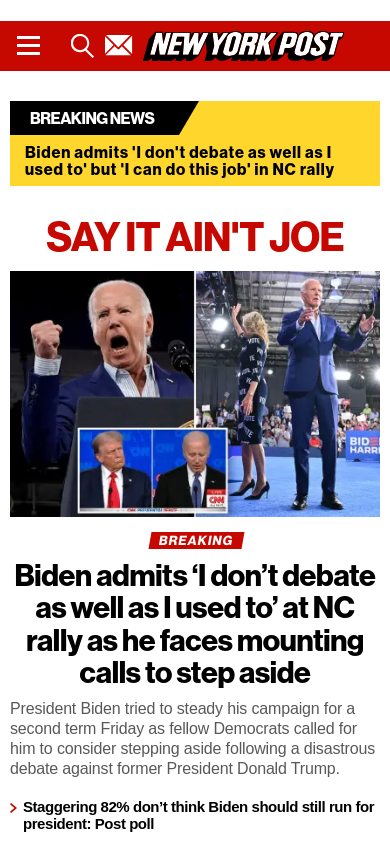 NEW YORK POST
BREAKING NEWS
Biden admits 'I don't debate as well as I
used to' but 'I can do this job' in NC rally
SAY IT AIN'T JOE
VOTE
BIDEN
HARRI
LIVE
CNN
BREAKING
Biden admits ‘I don’t debate
as well as I used to’ at NC
rally as he faces mounting
calls to step aside
President Biden tried to steady his campaign for a
second term Friday as fellow Democrats called for
him to consider stepping aside following a disastrous
debate against former President Donald Trump.
Staggering 82% don’t think Biden should still run for
president: Post poll